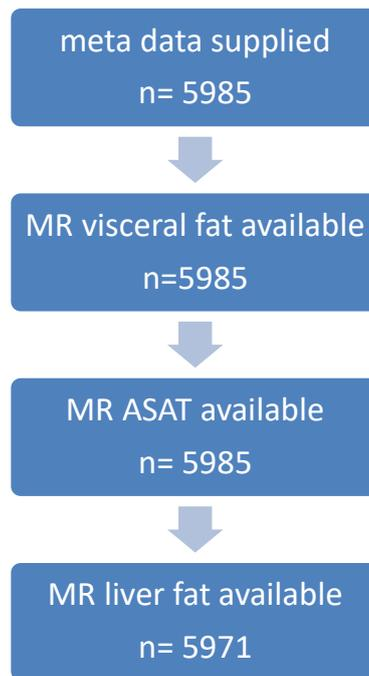 meta data supplied
n= 5985
MR visceral fat available
n=5985
MR ASAT available
n= 5985
MR liver fat available
n= 5971